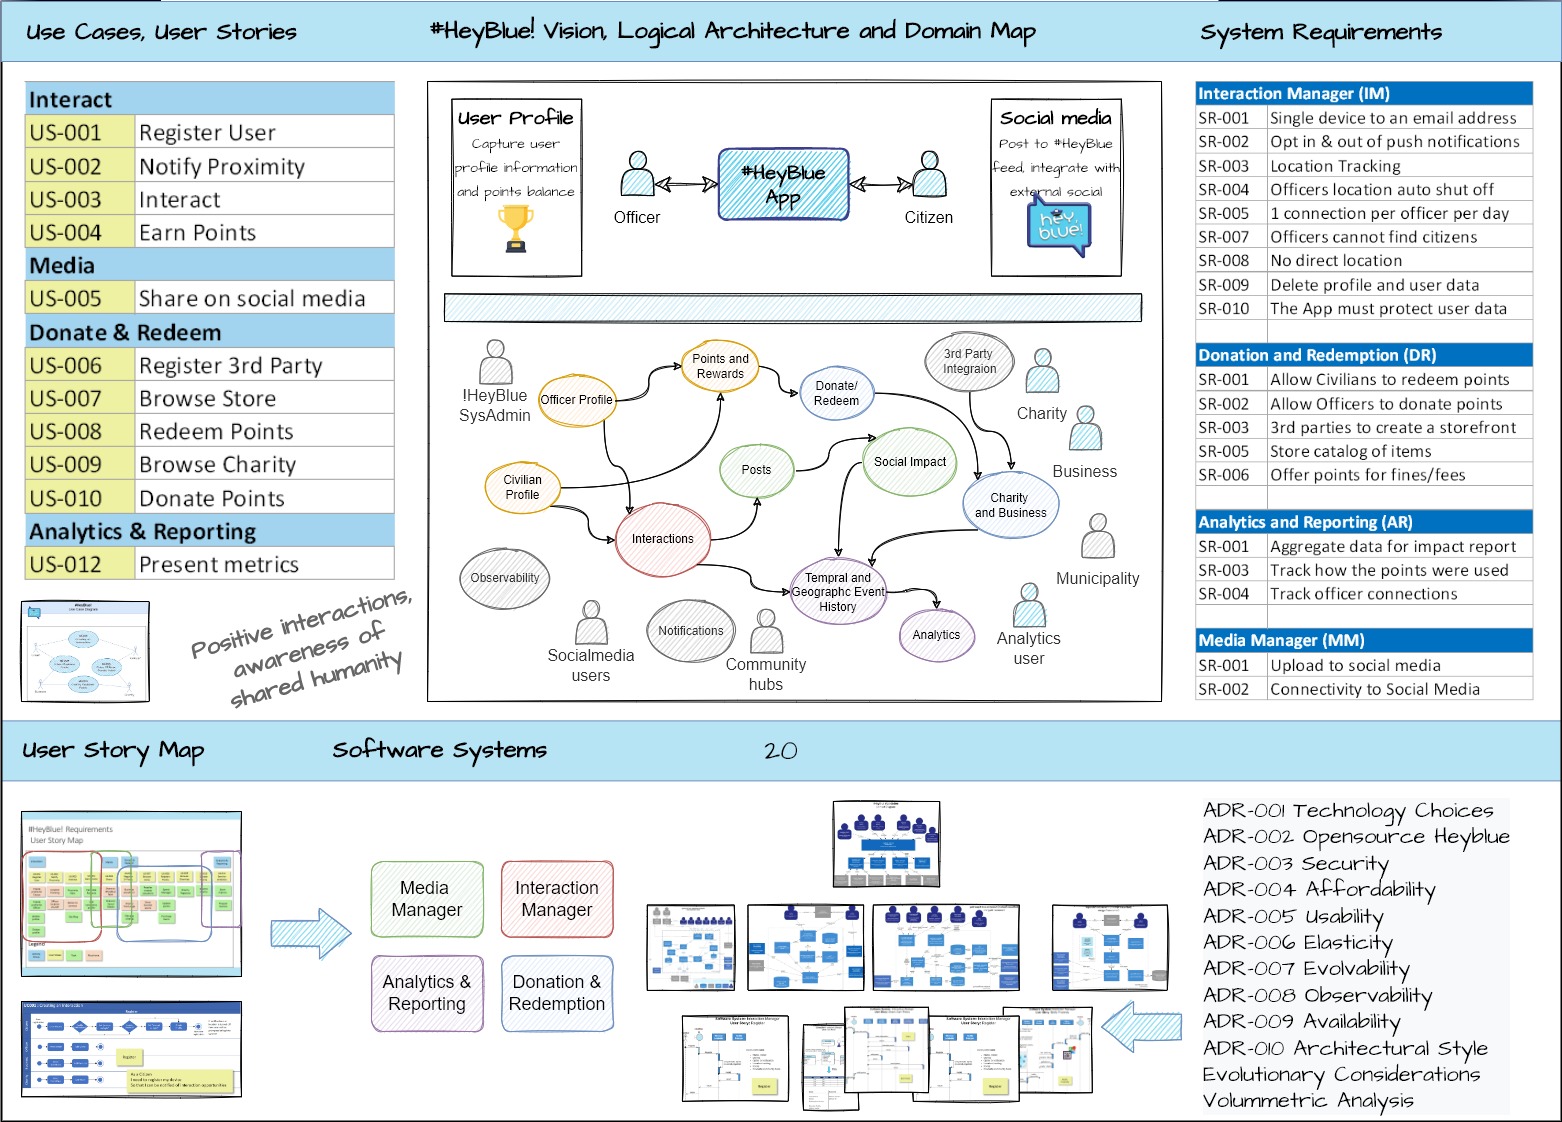 Use Cases, User Stories
#HeyBlue! Vision, Logical Architecture and Domain Map
System Requirements
Interact
US-001 Register User
US-002 Notify Proximity
US-003 Interact
US-004 Earn Points
Media
US-005 Share on social media
Donate & Redeem
US-006 Register 3rd Party
US-007 Browse Store
US-008 Redeem Points
US-009 Browse Charity
US-010 Donate Points
Analytics & Reporting
US-012 Present metrics
Positive interactions,
awareness of
shared humanity
User Profile
Capture user
profile information
and points balance
Officer
#HeyBlue
App
Citizen
Social media
Post to #HeyBlue
feed, integrate with
external social
hey,
blue!
!HeyBlue
SysAdmin
Officer Profile
Points and
Rewards
Donate/
Redeem
3rd Party
Integraion
Charity
Business
Civilian
Profile
Posts
Social Impact
Charity
and Business
Interactions
Observability
Temпral and
Geographc Event
History
Municipality
Notifications
Analytics
Socialmedia
users
Community
hubs
Analytics
user
Interaction Manager (IM)
SR-001 Single device to an email address
SR-002 Opt in & out of push notifications
SR-003 Location Tracking
SR-004 Officers location auto shut off
SR-005 1 connection per officer per day
SR-007 Officers cannot find citizens
SR-008 No direct location
SR-009 Delete profile and user data
SR-010 The App must protect user data
Donation and Redemption (DR)
SR-001 Allow Civilians to redeem points
SR-002 Allow Officers to donate points
SR-003 3rd parties to create a storefront
SR-005 Store catalog of items
SR-006 Offer points for fines/fees
Analytics and Reporting (AR)
SR-001 Aggregate data for impact report
SR-003 Track how the points were used
SR-004 Track officer connections
Media Manager (MM)
SR-001 Upload to social media
SR-002 Connectivity to Social Media
User Story Map
Software Systems
2.0
#HeyBlue! Requirements
User Story Map
Legend
Register
As a Citizen
Media
Manager
Interaction
Manager
Analytics &
Reporting
Donation &
Redemption
Register
Register
ADR-001 Technology Choices
ADR-002 Opensource Heyblue
ADR-003 Security
ADR-004 Affordability
ADR-005 Usability
ADR-006 Elasticity
ADR-007 Evolvability
ADR-008 Observability
ADR-009 Availability
ADR-010 Architectural Style
Evolutionary Considerations
Volummetric Analysis